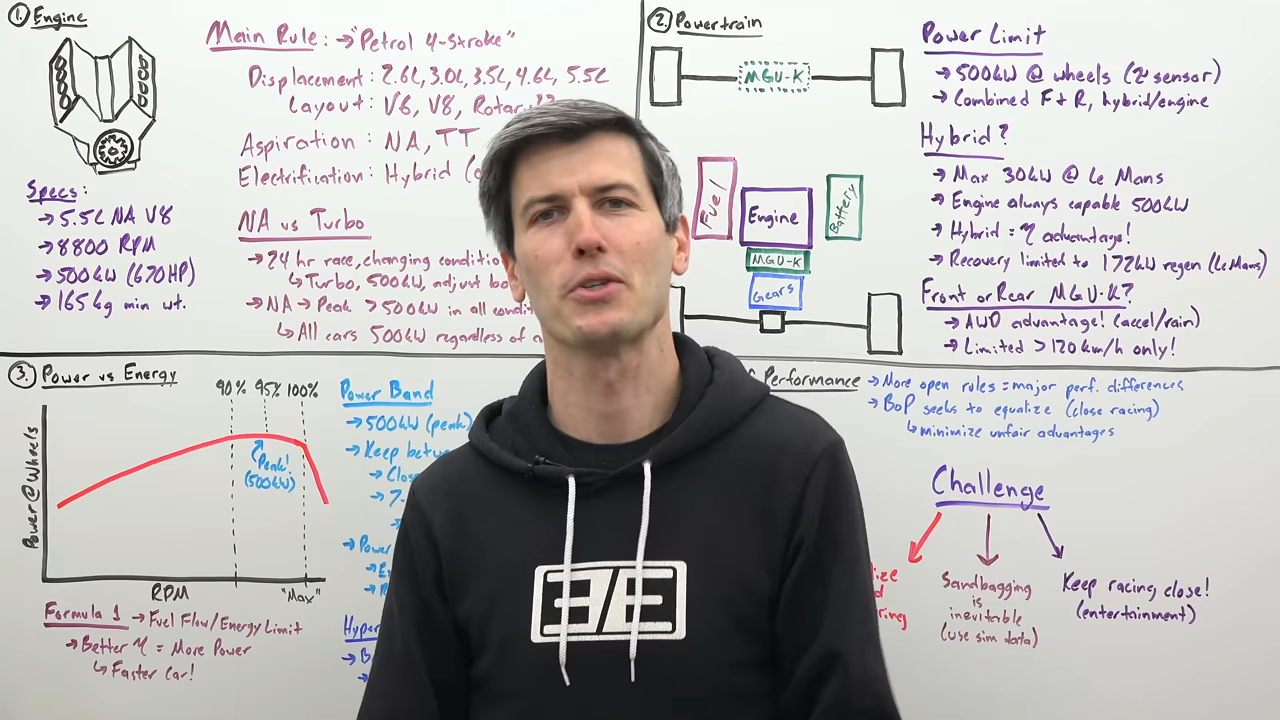 1. Engine
Main Rule: → "Petrol 4-Stroke"
Displacement: 2.6L, 3.0L, 3.5L, 4.6L, 5.5L
Layout: V6, V8,
Aspiration: NA, TT
Electrification: Hybrid
Specs:
→ 5.5L NA V8
→ 8800 RPM
→ 500kW (670HP)
→ 165kg min wt.
NA vs Turbo
→ 24 hr race, changing
↳ Turbo, 500kW, adjust
→ NA → Peak > 500kW in all
↳ All cars 500kW regardless of
2. Powertrain
MGU-K
Fuel
Engine
Battery
MGU-K
Gears
Power Limit
→ 500kW @ wheels (τ sensor)
→ Combined F + R, hybrid/engine
Hybrid?
→ Max 30kW @ Le Mans
→ Engine always capable 500kW
→ Hybrid = η advantage!
→ Recovery limited to 172kW regen (Le Mans)
Front or Rear MGU-K?
→ AWD advantage! (accel/rain)
→ Limited >120km/h only!
3. Power vs Energy
90% 95% 100%
Power @ Wheels
Peak!
(500kW)
RPM
"Max"
Formula 1 → Fuel Flow/Energy Limit
→ Better η = More Power
↳ Faster Car!
Power Band
→ 500kW (peak)
→ Keep
Performance
→ More open rules = major perf. differences
→ BoP seeks to equalize (close racing)
↳ minimize unfair advantages
Challenge
Sandbagging
is
inevitable
(use sim data)
Keep racing close!
(entertainment)